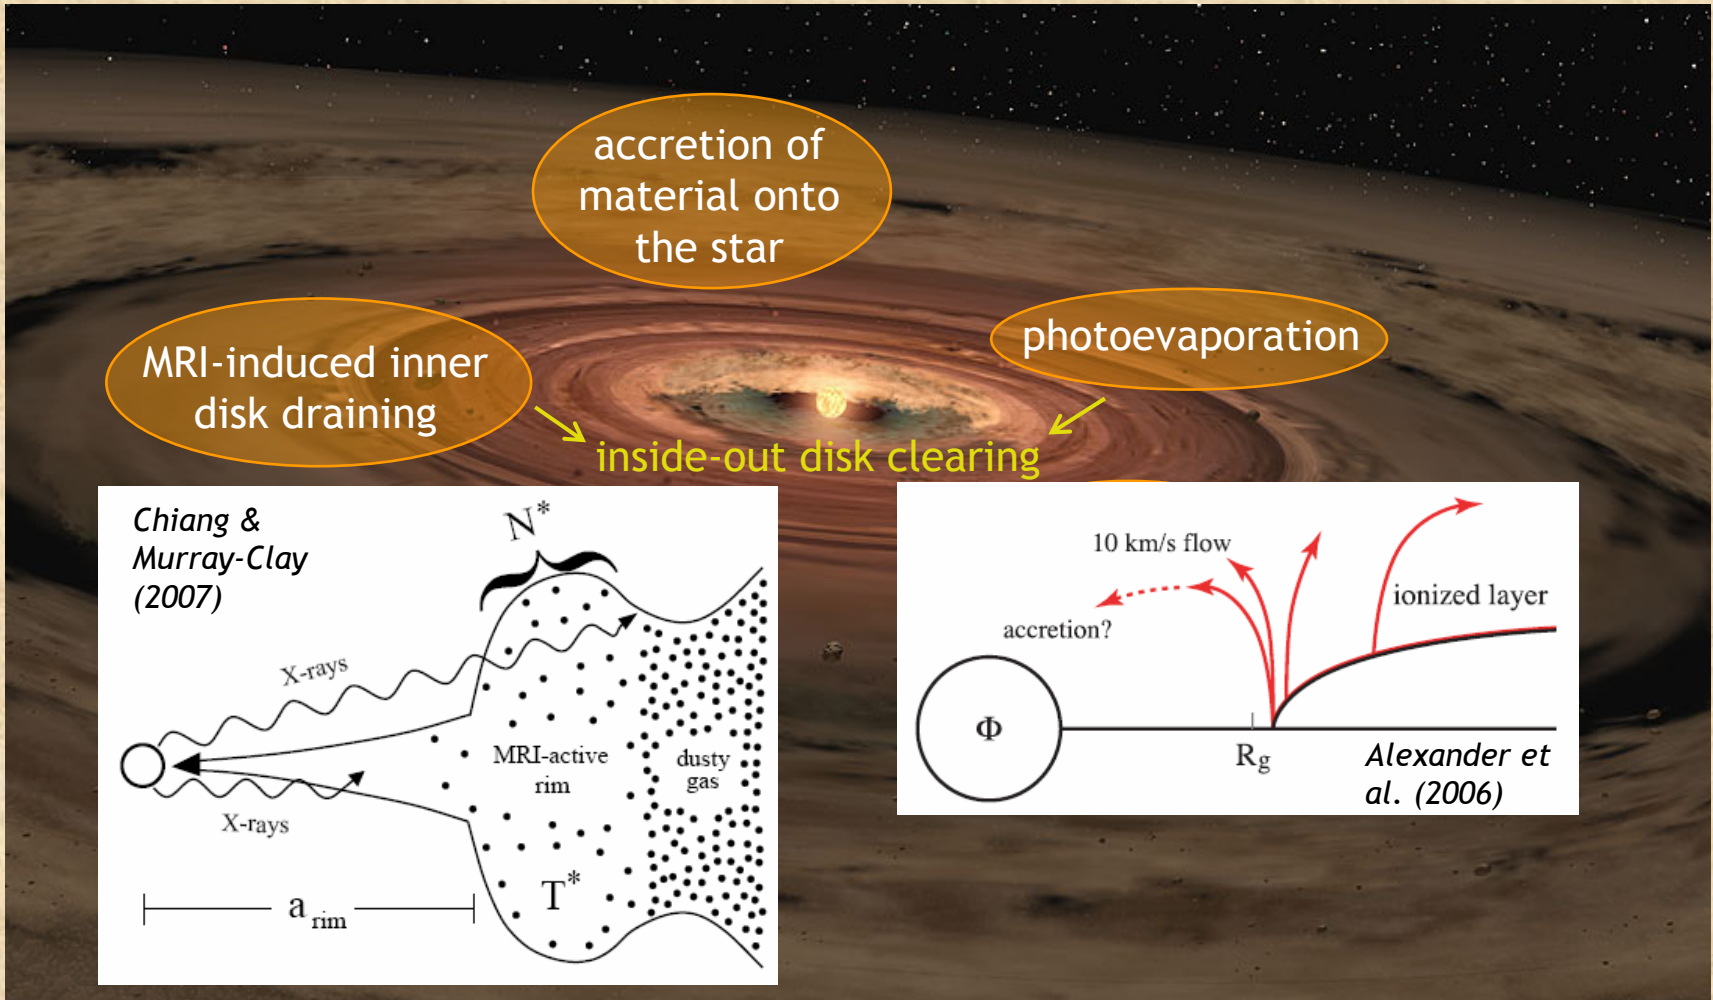 accretion of
material onto
the star
MRI-induced inner
disk draining
photoevaporation
inside-out disk clearing
Chiang &
Murray-Clay
(2007)
N*
X-rays
MRI-active
rim
dusty
gas
X-rays
T*
a rim
10 km/s flow
ionized layer
accretion?
Φ
Rg
Alexander et
al. (2006)